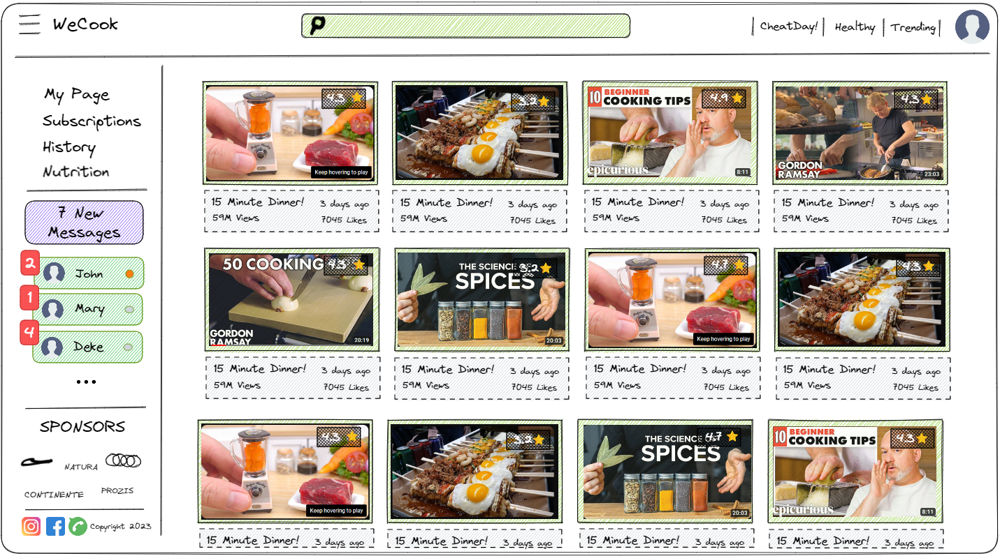 WeCook
CheatDay!
Healthy
Trending
My Page
Subscriptions
History
Nutrition
7 New
Messages
2
John
1
Mary
4
Deke
...
SPONSORS
NATURA
CONTINENTE
PROZIS
Copyright 2023
4.3
Keep hovering to play
15 Minute Dinner!
3 days ago
59M Views
7045 Likes
3.2
15 Minute Dinner!
3 days ago
59M Views
7045 Likes
10 BEGINNER
COOKING TIPS
4.9
epicurious
8:11
15 Minute Dinner!
3 days ago
59M Views
7045 Likes
4.3
GORDON
RAMSAY
23:03
15 Minute Dinner!
3 days ago
59M Views
7045 Likes
50 COOKING
4.3
GORDON
RAMSAY
20:19
15 Minute Dinner!
3 days ago
59M Views
7045 Likes
THE SCIENCE
3.2
SPICES
20:03
15 Minute Dinner!
3 days ago
59M Views
7045 Likes
4.7
Keep hovering to play
15 Minute Dinner!
3 days ago
59M Views
7045 Likes
4.3
15 Minute Dinner!
3 days ago
59M Views
7045 Likes
4.3
Keep hovering to play
15 Minute Dinner!
3 days ago
3.2
15 Minute Dinner!
3 days ago
THE SCIENCE
4.7
SPICES
20:03
15 Minute Dinner!
3 days ago
10 BEGINNER
COOKING TIPS
4.3
epicurious
8:11
15 Minute Dinner!
3 days ago